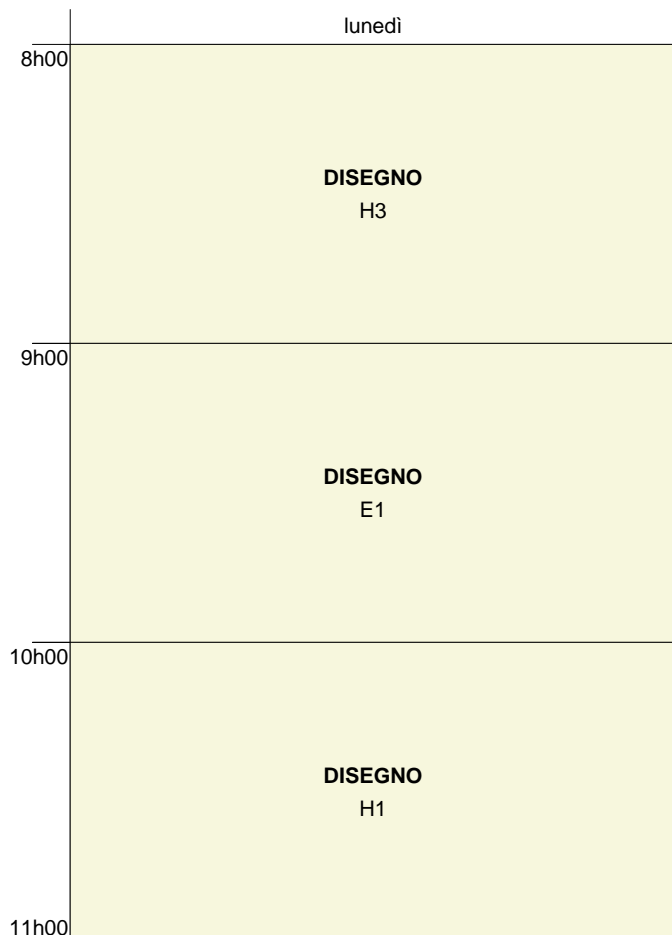 lunedì
8h00
DISEGNO
H3
9h00
DISEGNO
E1
10h00
DISEGNO
H1
11h00